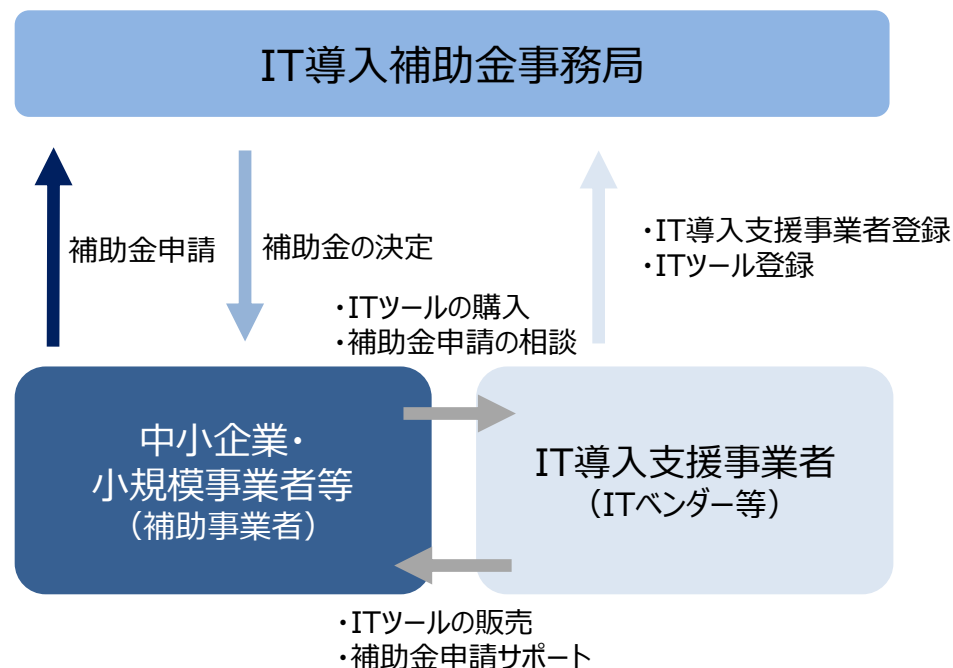 IT導入補助金事務局
補助金申請
補助金の決定
・IT導入支援事業者登録
・ITツール登録
・ITツールの購入
・補助金申請の相談
中小企業・
小規模事業者等
（補助事業者）
IT導入支援事業者
（ITベンダー等）
・ITツールの販売
・補助金申請サポート